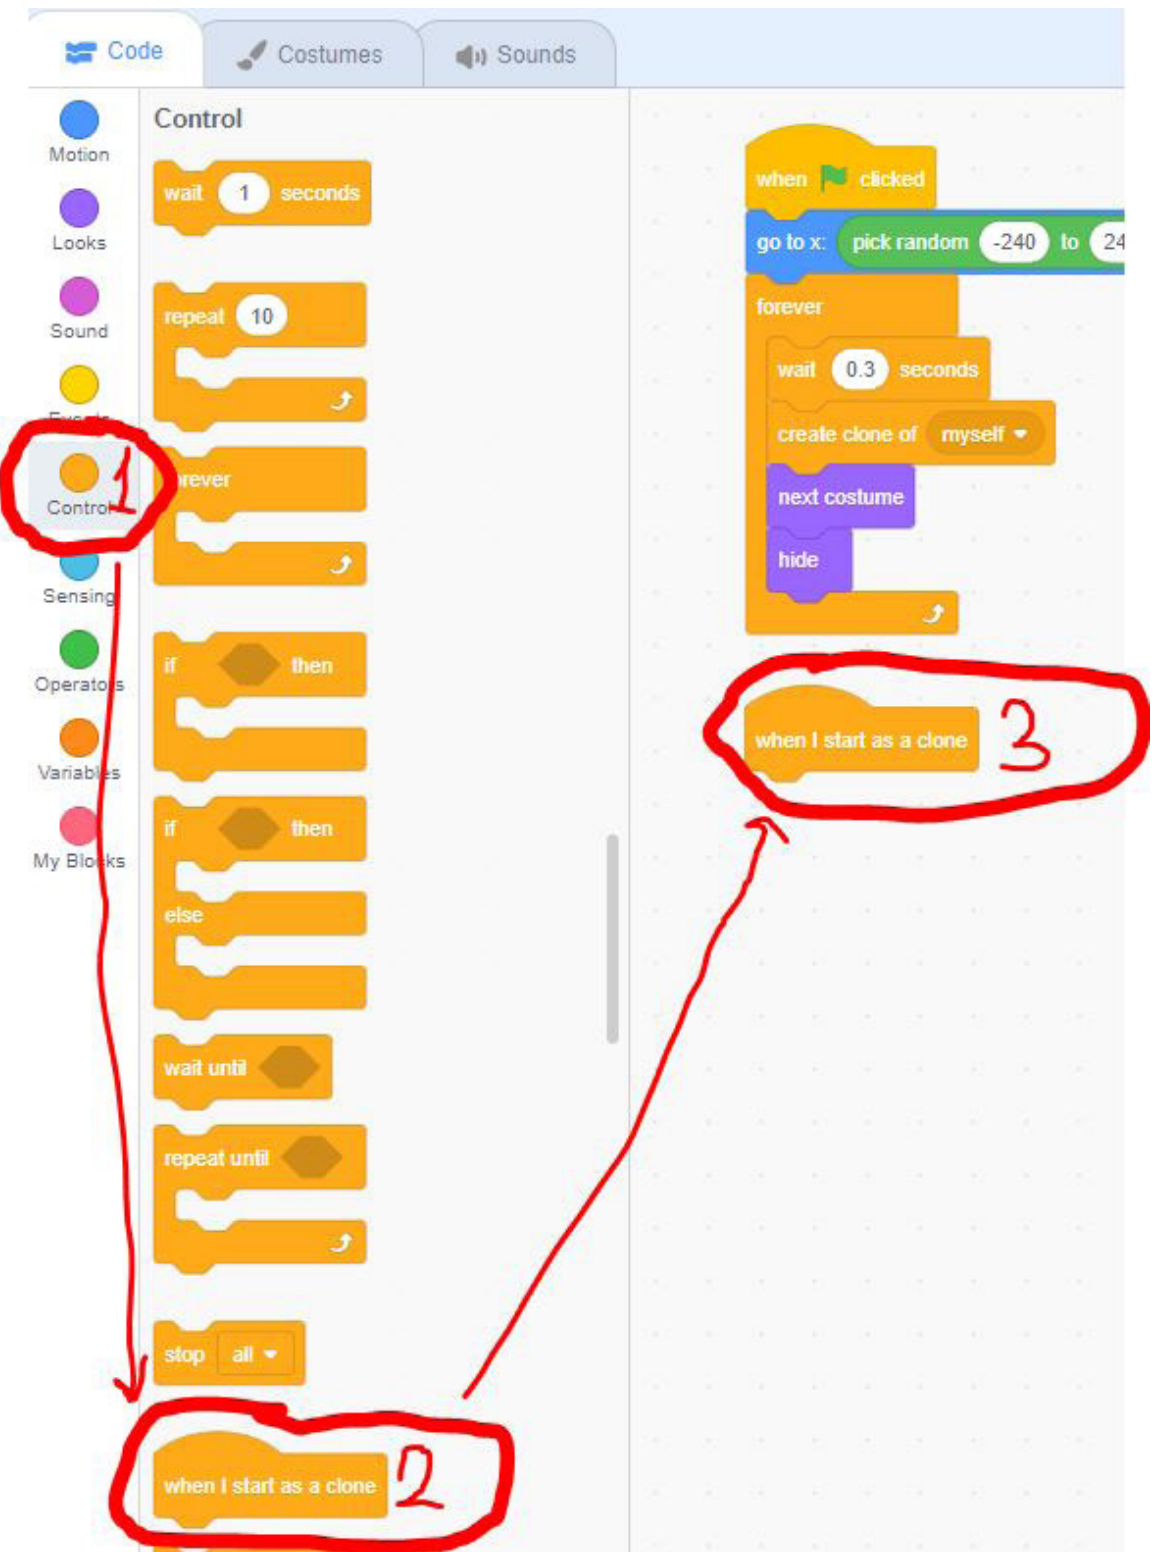 Code
Costumes
Sounds
Motion
Looks
Sound
Events
Control
Sensing
Operators
Variables
My Blocks
1
Control
wait 1 seconds
repeat 10
forever
if then
if then
else
wait until
repeat until
stop all
when I start as a clone
2
when clicked
go to x: pick random -240 to 24
forever
wait 0.3 seconds
create clone of myself
next costume
hide
when I start as a clone
3